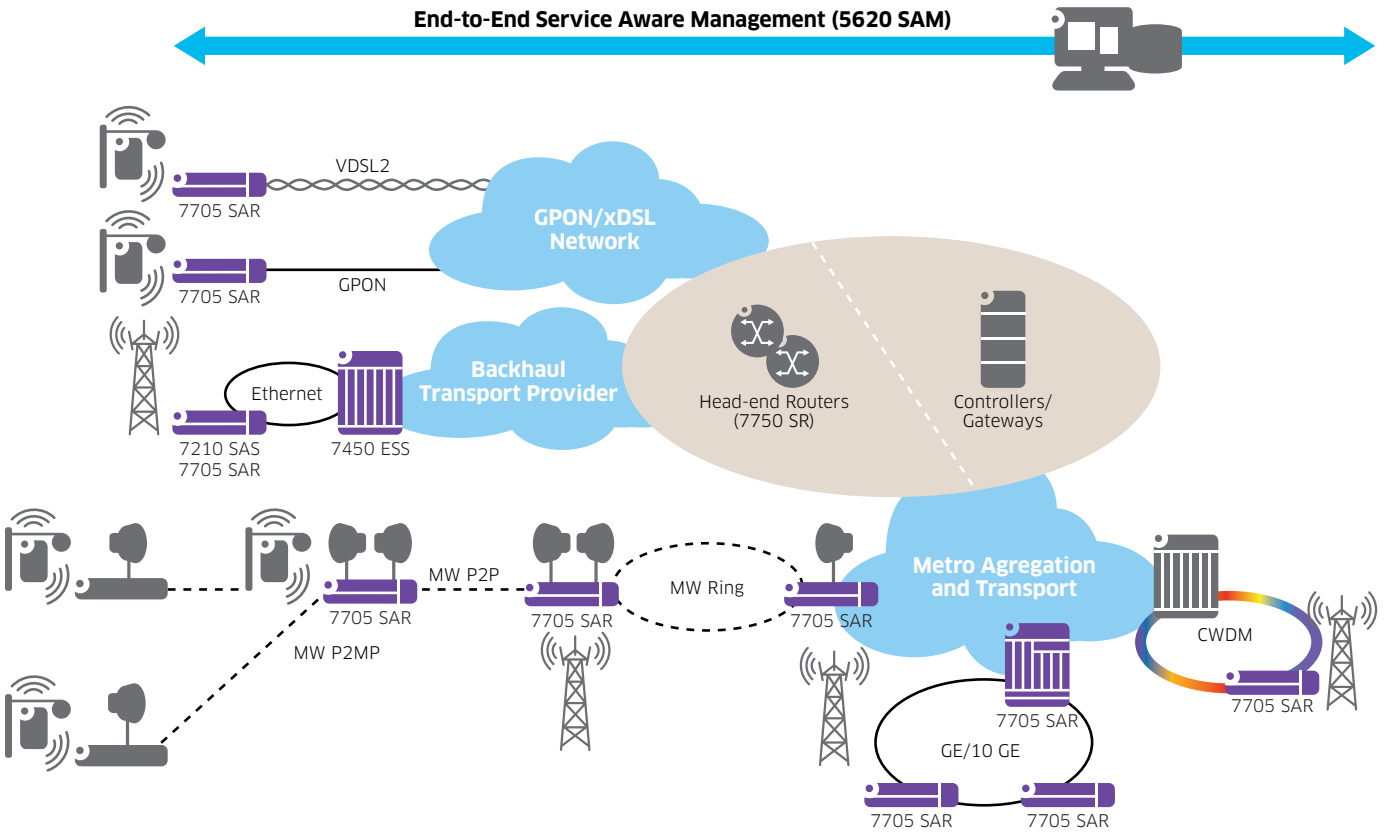 End-to-End Service Aware Management (5620 SAM)
VDSL2
7705 SAR
GPON/xDSL
Network
GPON
7705 SAR
Ethernet
7210 SAS
7705 SAR
7450 ESS
Backhaul
Transport Provider
Head-end Routers
(7750 SR)
Controllers/
Gateways
MW P2P
7705 SAR
MW P2MP
7705 SAR
MW Ring
7705 SAR
Metro Agregation
and Transport
CWDM
7705 SAR
7705 SAR
GE/10 GE
7705 SAR
7705 SAR